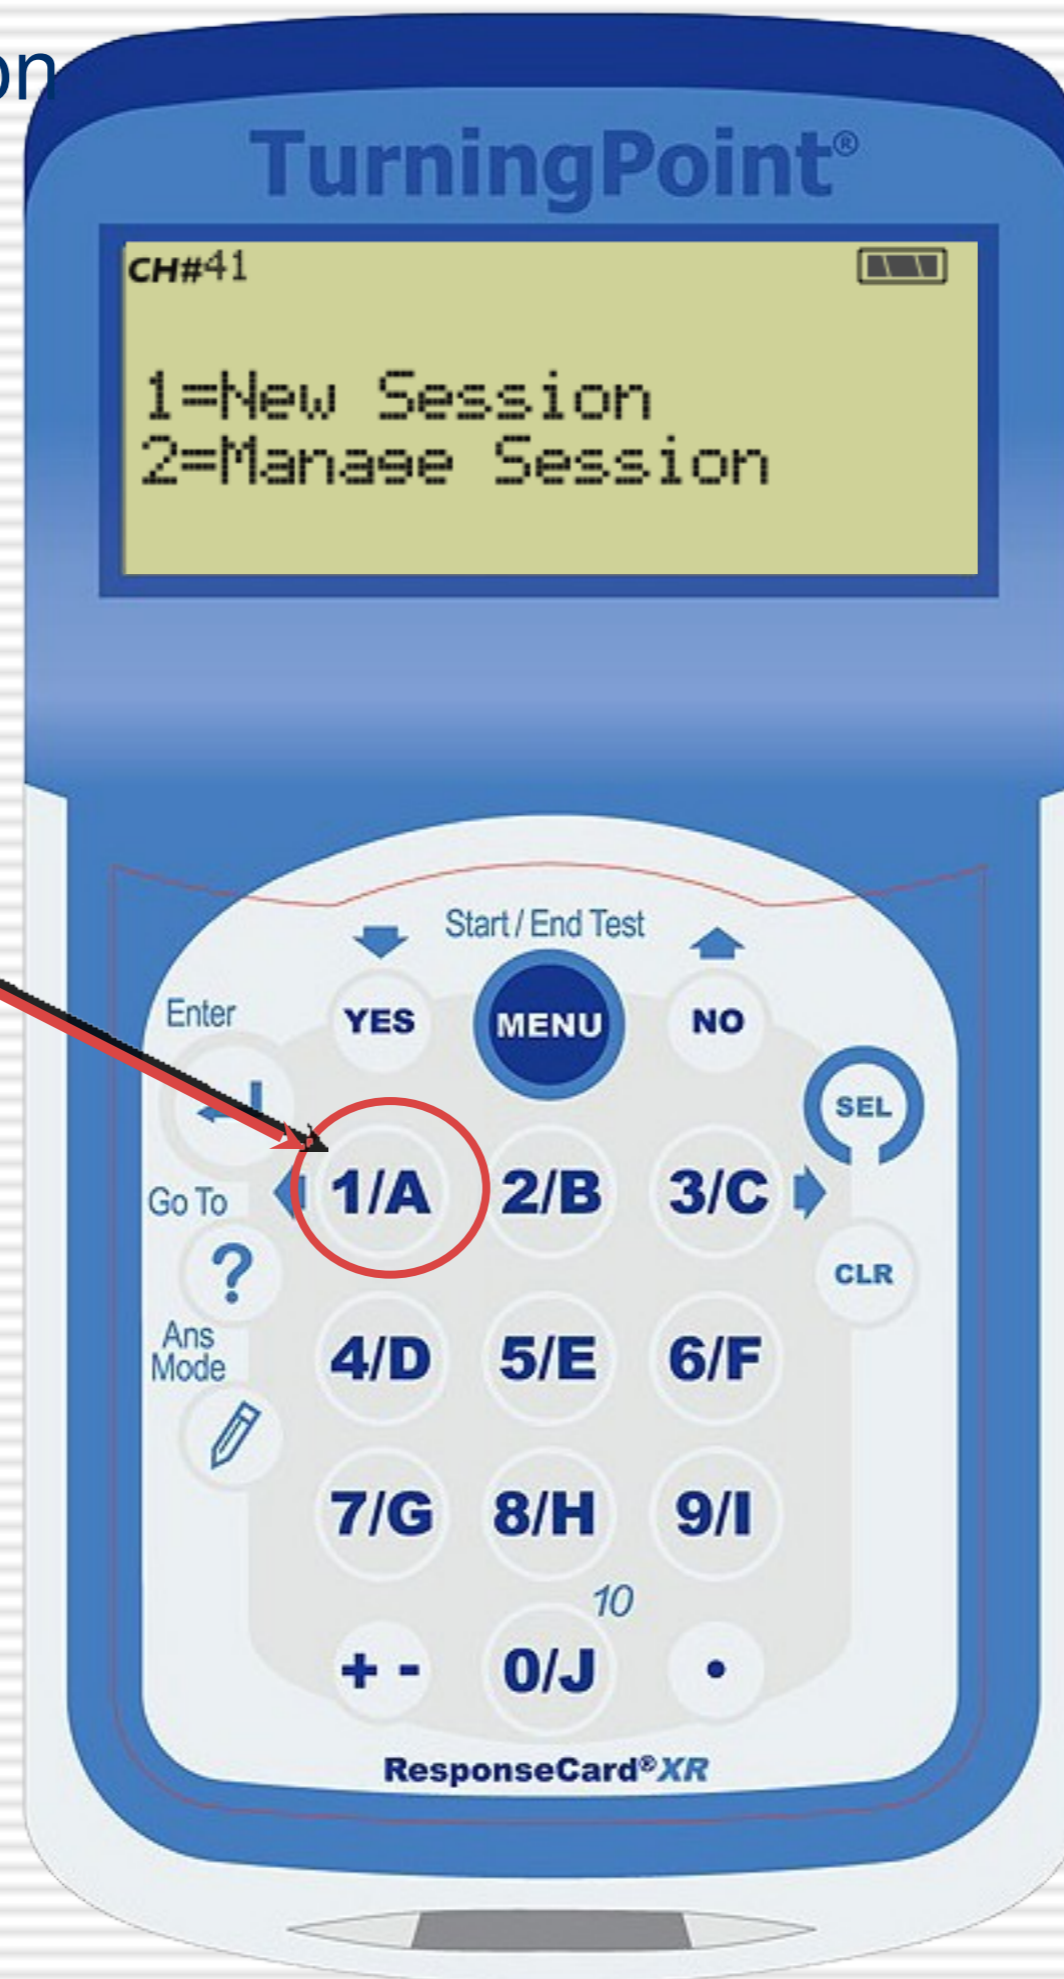 on
TurningPoint®
CH#41
1=New Session
2=Manage Session
Start / End Test
Enter
YES
MENU
NO
SEL
Go To
1/A
2/B
3/C
?
CLR
Ans
Mode
4/D
5/E
6/F
7/G
8/H
9/I
10
+ -
0/J
•
ResponseCard®XR